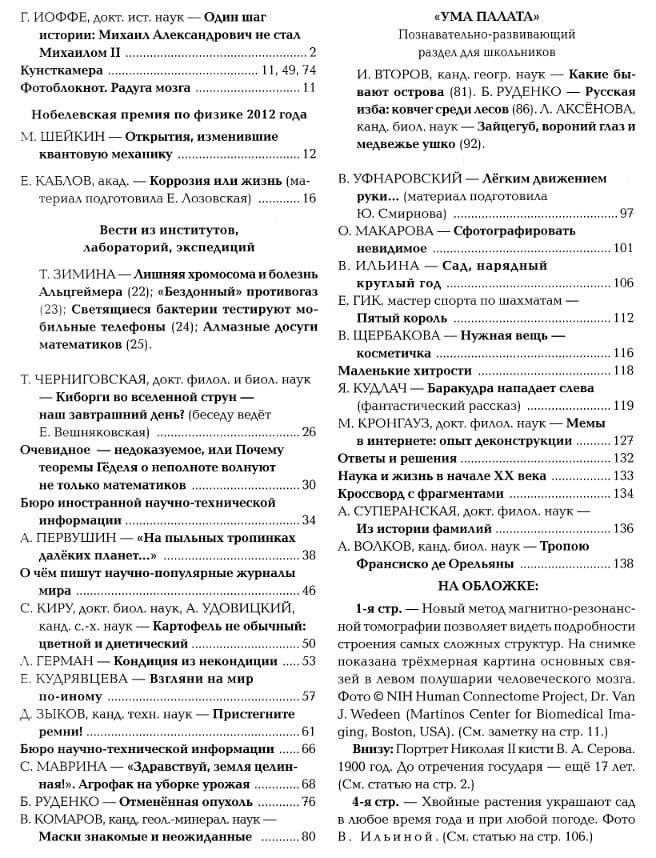 Г. ИОФФЕ, докт. ист. наук — Один шаг
истории: Михаил Александрович не стал
Михаилом II ........ 2
Кунсткамера ........ 11, 49, 74
Фотоблокнот. Радуга мозга ........ 11
Нобелевская премия по физике 2012 года
М. ШЕЙКИН — Открытия, изменившие
квантовую механику ........ 12
Е. КАБЛОВ, акад. — Коррозия или жизнь (ма-
териал подготовила Е. Лозовская) ........ 16
Вести из институтов,
лабораторий, экспедиций
Т. ЗИМИНА — Лишняя хромосома и болезнь
Альцгеймера (22); «Бездонный» противогаз
(23); Светящиеся бактерии тестируют мо-
бильные телефоны (24); Алмазные досуги
математиков (25).
Т. ЧЕРНИГОВСКАЯ, докт. филол. и биол. наук
— Киборги во вселенной струн —
наш завтрашний день? (беседу ведёт
Е. Вешняковская) ........ 26
Очевидное — недоказуемое, или Почему
теоремы Гёделя о неполноте волнуют
не только математиков ........ 30
Бюро иностранной научно-технической
информации ........ 34
А. ПЕРВУШИН — «На пыльных тропинках
далёких планет...» ........ 38
О чём пишут научно-популярные журналы
мира ........ 46
С. КИРУ, докт. биол. наук, А. УДОВИЦКИЙ,
канд. с.-х. наук — Картофель не обычный:
цветной и диетический ........ 50
Л. ГЕРМАН — Кондиция из некондиции ..... 53
Е. КУДРЯВЦЕВА — Взгляни на мир
по-иному ........ 57
Д. ЗЫКОВ, канд. техн. наук — Пристегните
ремни! ........ 61
Бюро научно-технической информации ...... 66
С. МАВРИНА — «Здравствуй, земля целин-
ная!». Агрофак на уборке урожая ........ 68
Б. РУДЕНКО — Отменённая опухоль ........ 76
В. КОМАРОВ, канд. геол.-минерал. наук —
Маски знакомые и неожиданные ........ 80
«УМА ПАЛАТА»
Познавательно-развивающий
раздел для школьников
И. ВТОРОВ, канд. геогр. наук — Какие бы-
вают острова (81). Б. РУДЕНКО — Русская
изба: ковчег среди лесов (86). Л. АКСЁНОВА,
канд. биол. наук — Зайцегуб, вороний глаз и
медвежье ушко (92).
В. УФНАРОВСКИЙ — Лёгким движением
руки... (материал подготовила
Ю. Смирнова) ........ 97
О. МАКАРОВА — Сфотографировать
невидимое ........ 101
В. ИЛЬИНА — Сад, нарядный
круглый год ........ 106
Е. ГИК, мастер спорта по шахматам —
Пятый король ........ 112
В. ЩЕРБАКОВА — Нужная вещь —
косметичка ........ 116
Маленькие хитрости ........ 118
Я. КУДЛАЧ — Баракудра нападает слева
(фантастический рассказ) ........ 119
М. КРОНГАУЗ, докт. филол. наук — Мемы
в интернете: опыт деконструкции ........ 127
Ответы и решения ........ 132
Наука и жизнь в начале XX века ........ 133
Кроссворд с фрагментами ........ 134
А. СУПЕРАНСКАЯ, докт. филол. наук —
Из истории фамилий ........ 136
А. ВОЛКОВ, канд. биол. наук — Тропою
Франсиско де Орельяны ........ 138
НА ОБЛОЖКЕ:
1-я стр. — Новый метод магнитно-резонанс-
ной томографии позволяет видеть подробности
строения самых сложных структур. На снимке
показана трёхмерная картина основных свя-
зей в левом полушарии человеческого мозга.
Фото © NIH Human Connectome Project, Dr. Van
J. Wedeen (Martinos Center for Biomedical Ima-
ging, Boston, USA). (См. заметку на стр. 11.)
Внизу: Портрет Николая II кисти В. А. Серова.
1900 год. До отречения государя — ещё 17 лет.
(См. статью на стр. 2.)
4-я стр. — Хвойные растения украшают сад
в любое время года и при любой погоде. Фото
В. Ильиной. (См. статью на стр. 106.)